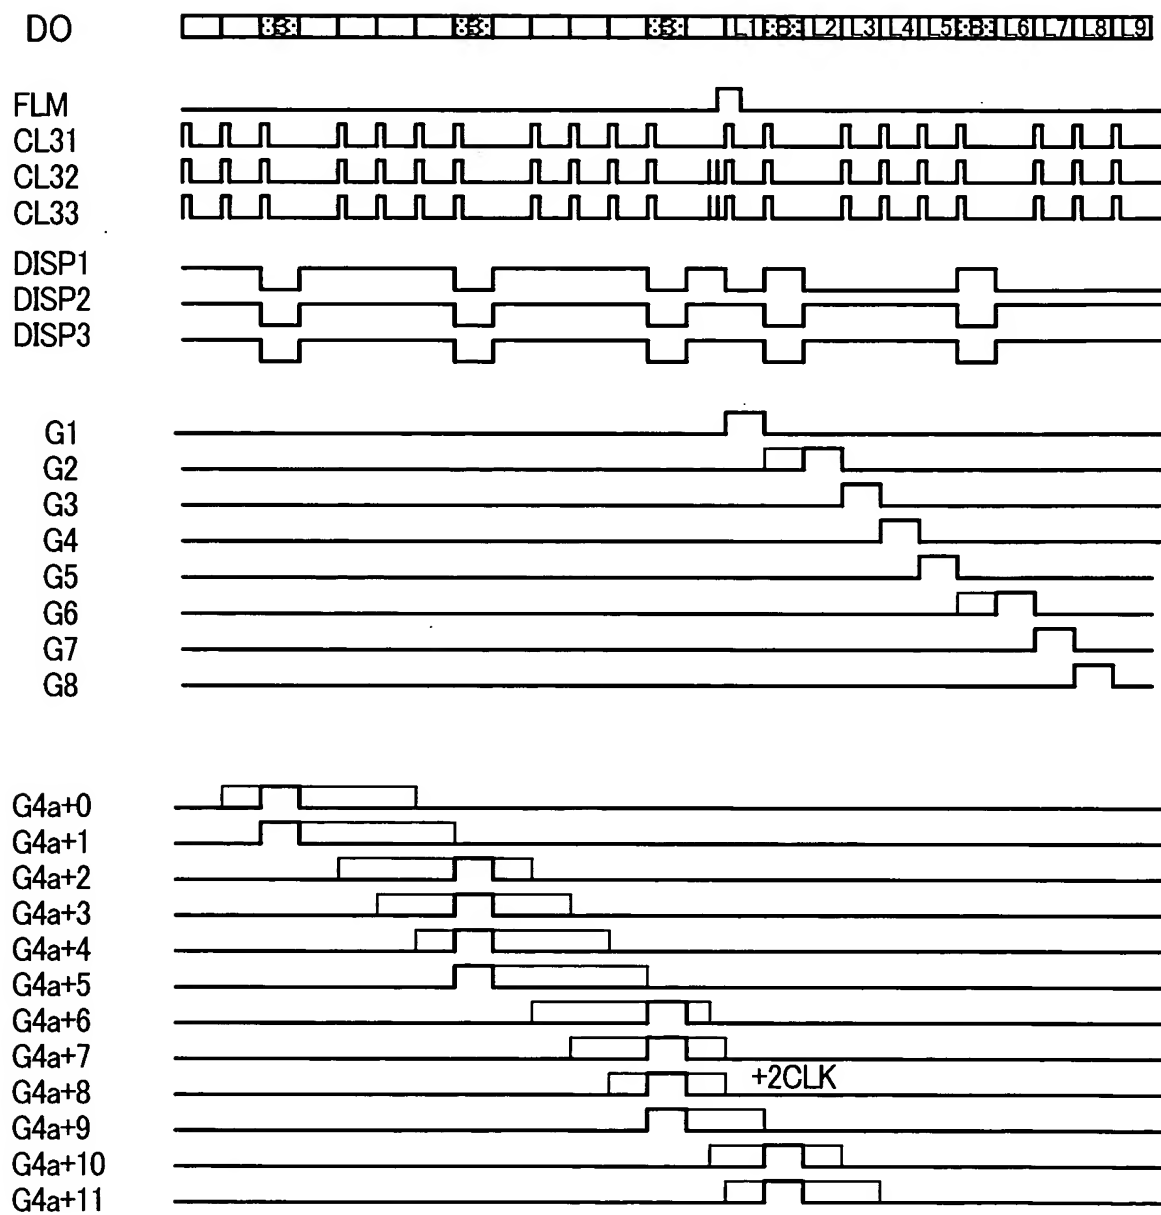 DO B B B L1 B L2 L3 L4 L5 B L6 L7 L8 L9
FLM
CL31
CL32
CL33
DISP1
DISP2
DISP3
G1
G2
G3
G4
G5
G6
G7
G8
G4a+0
G4a+1
G4a+2
G4a+3
G4a+4
G4a+5
G4a+6
G4a+7
G4a+8 +2CLK
G4a+9
G4a+10
G4a+11